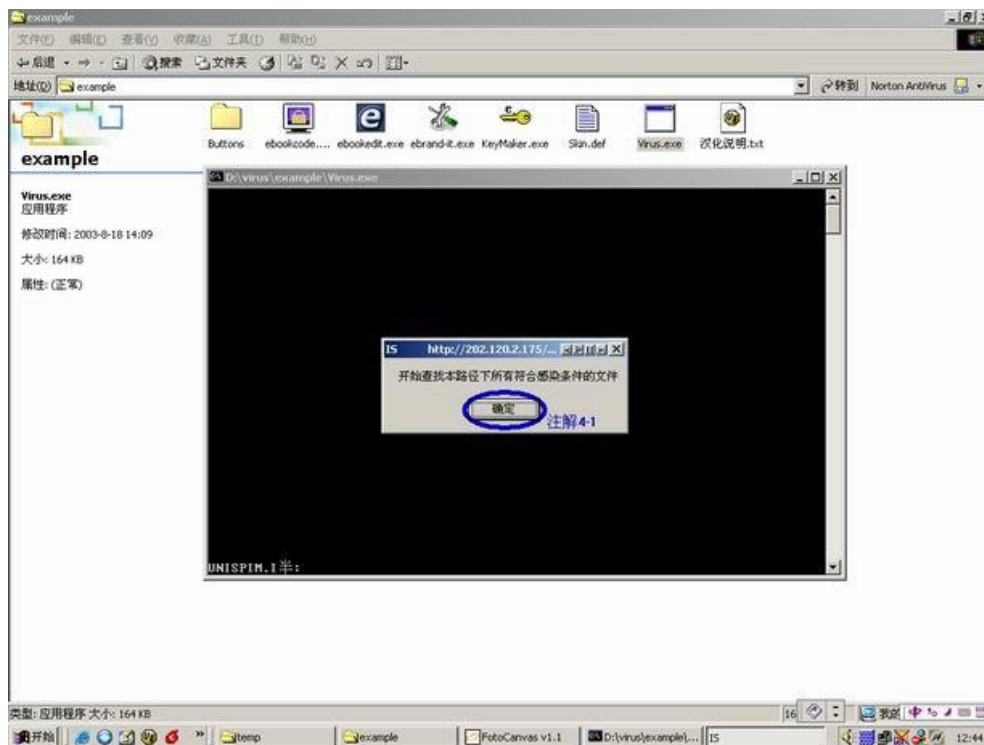 example
文件(F) 编辑(E) 查看(V) 收藏(A) 工具(T) 帮助(H)
后退 搜索 文件夹
地址(D) example 转到 Norton AntiVirus
example
Buttons ebookcode.... ebookedit.exe ebrand-it.exe KeyMaker.exe Skin.def Virus.exe 汉化说明.txt
Virus.exe
应用程序
修改时间: 2003-8-18 14:09
大小: 164 KB
属性: (正常)
D:\virus\example\Virus.exe
IS http://202.120.2.175/...
开始查找本路径下所有符合感染条件的文件
确定
注解4-1
UNISPIM.I半:
类型: 应用程序 大小: 164 KB 16 我的 中
开始 temp example FotoCanvas v1.1 D:\virus\example\... IS 12:44